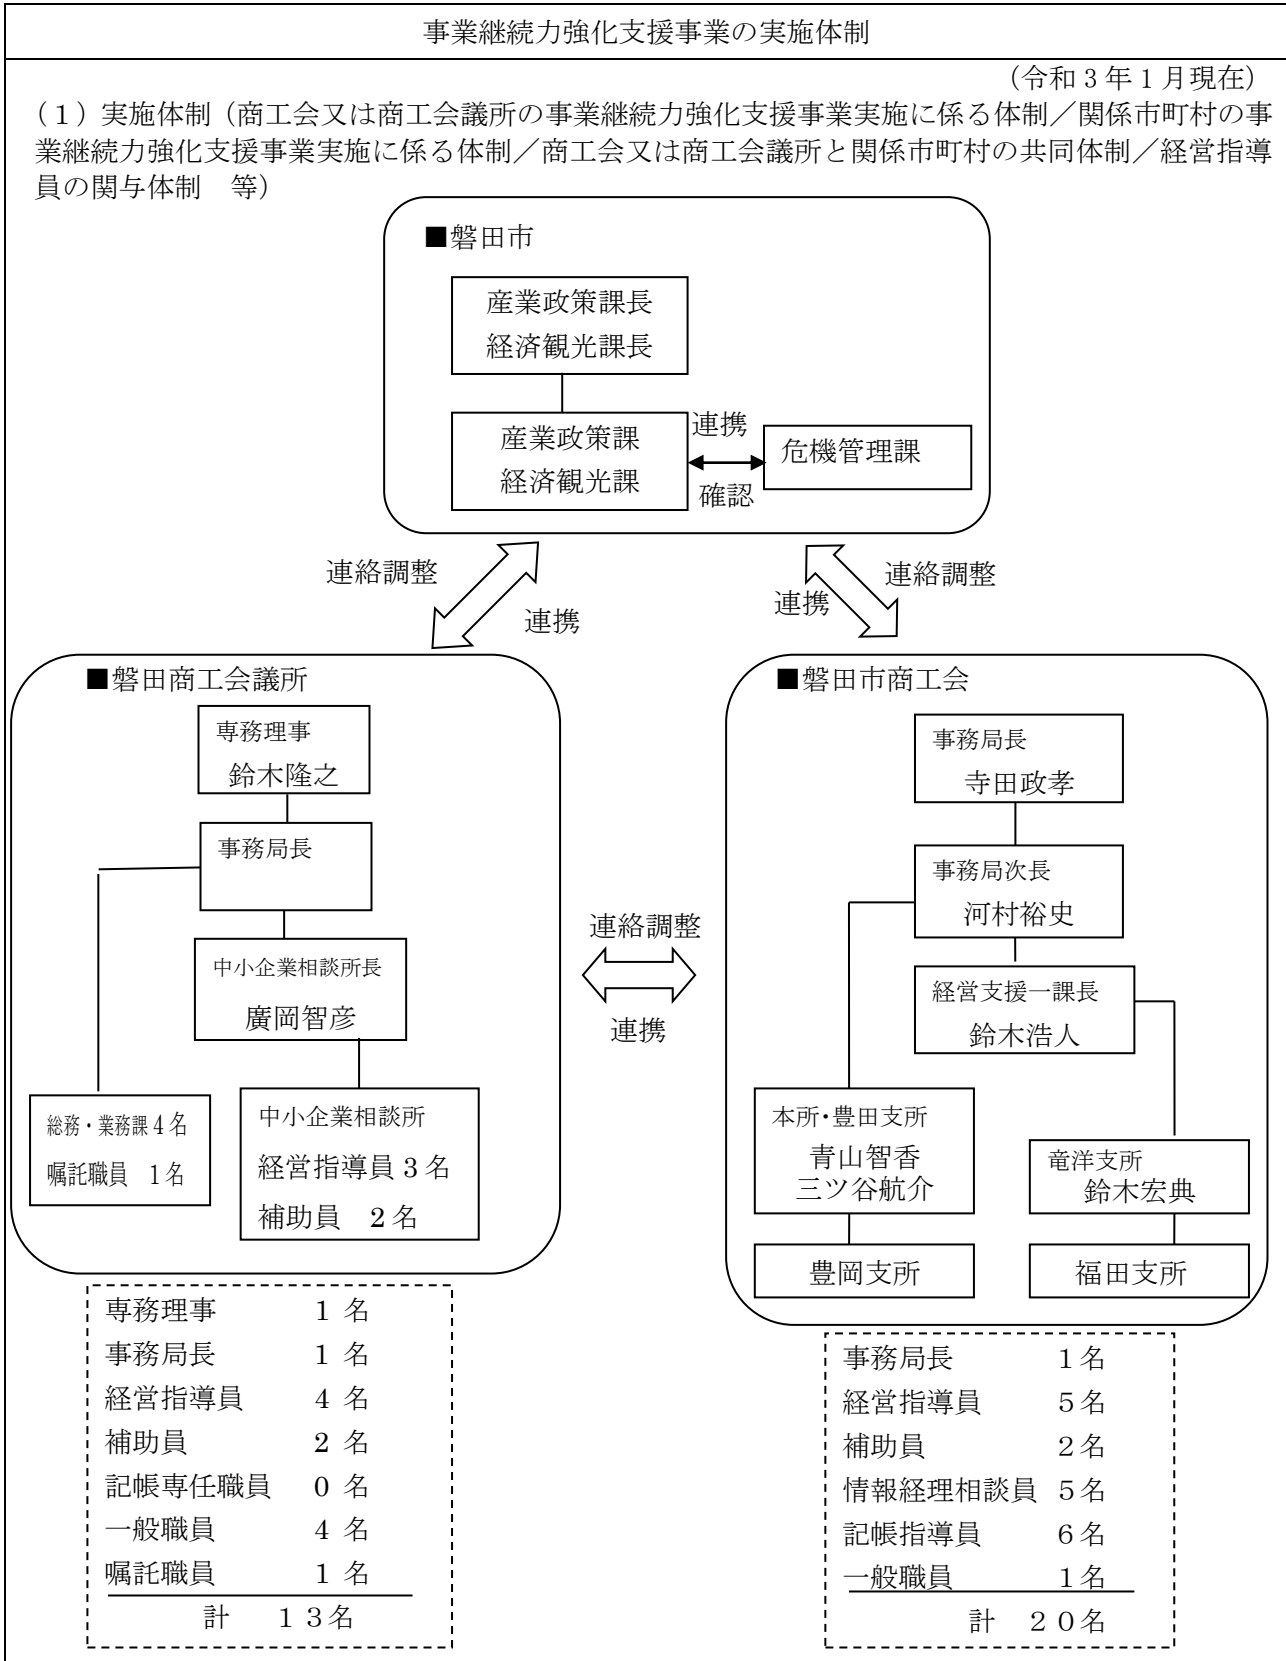 事業継続力強化支援事業の実施体制
（令和３年１月現在）
（１）実施体制（商工会又は商工会議所の事業継続力強化支援事業実施に係る体制／関係市町村の事
業継続力強化支援事業実施に係る体制／商工会又は商工会議所と関係市町村の共同体制／経営指導
員の関与体制　等）
■磐田市
産業政策課長
経済観光課長
産業政策課
経済観光課
連携
確認
危機管理課
連絡調整
連携
連絡調整
連携
■磐田商工会議所
専務理事
鈴木隆之
事務局長
中小企業相談所長
廣岡智彦
総務・業務課４名
嘱託職員　１名
中小企業相談所
経営指導員３名
補助員　２名
連絡調整
連携
■磐田市商工会
事務局長
寺田政孝
事務局次長
河村裕史
経営支援一課長
鈴木浩人
本所・豊田支所
青山智香
三ツ谷航介
竜洋支所
鈴木宏典
豊岡支所
福田支所
専務理事　１ 名
事務局長　１ 名
経営指導員　４ 名
補助員　２ 名
記帳専任職員　０ 名
一般職員　４ 名
嘱託職員　１ 名
計　１３名
事務局長　１名
経営指導員　５名
補助員　２名
情報経理相談員　５名
記帳指導員　６名
一般職員　１名
計　２０名